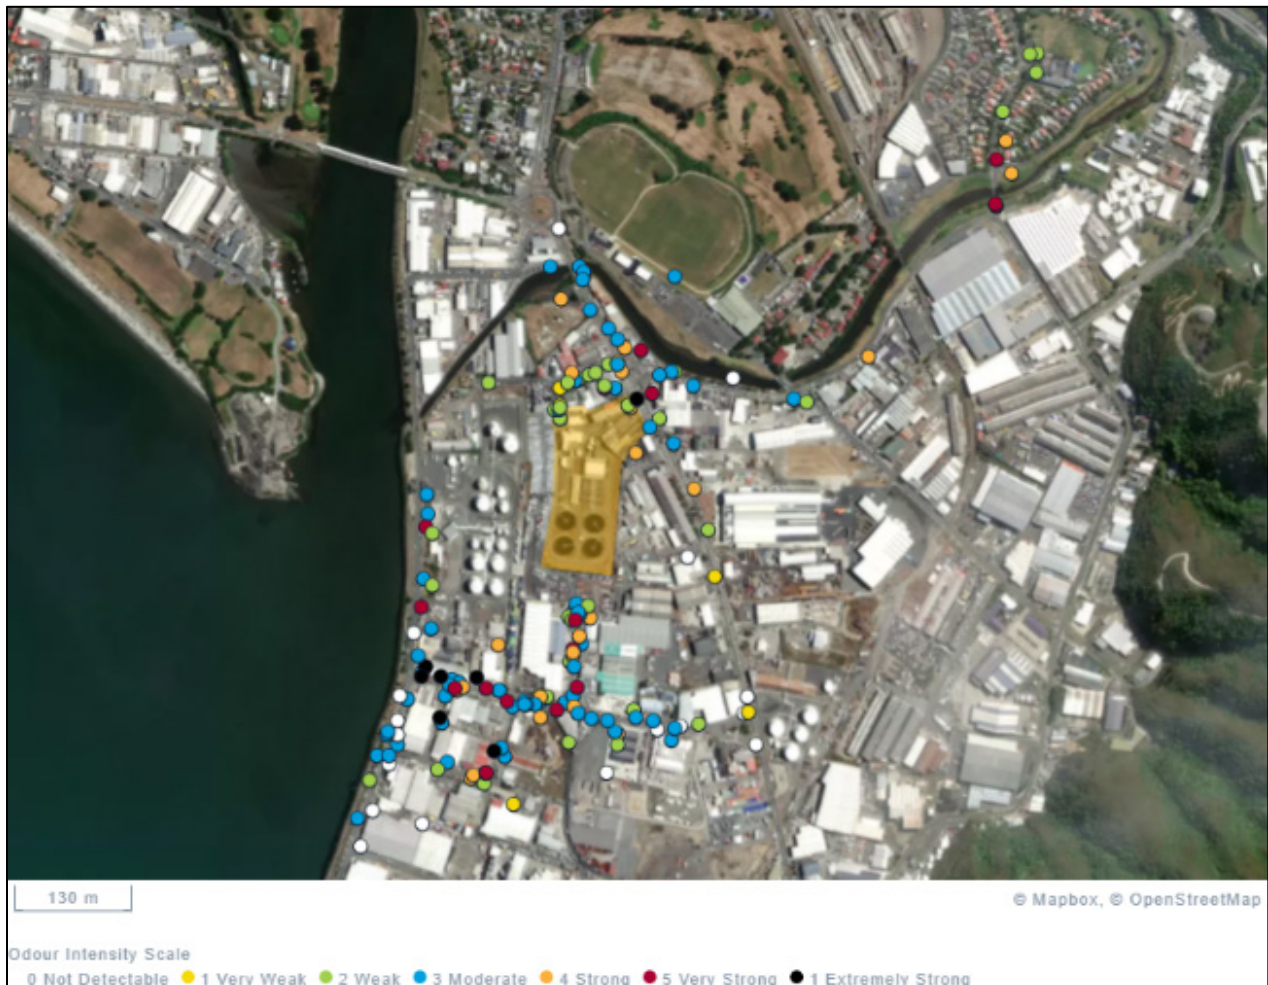 130 m
© Mapbox, © OpenStreetMap
Odour Intensity Scale
0 Not Detectable 1 Very Weak 2 Weak 3 Moderate 4 Strong 5 Very Strong 1 Extremely Strong